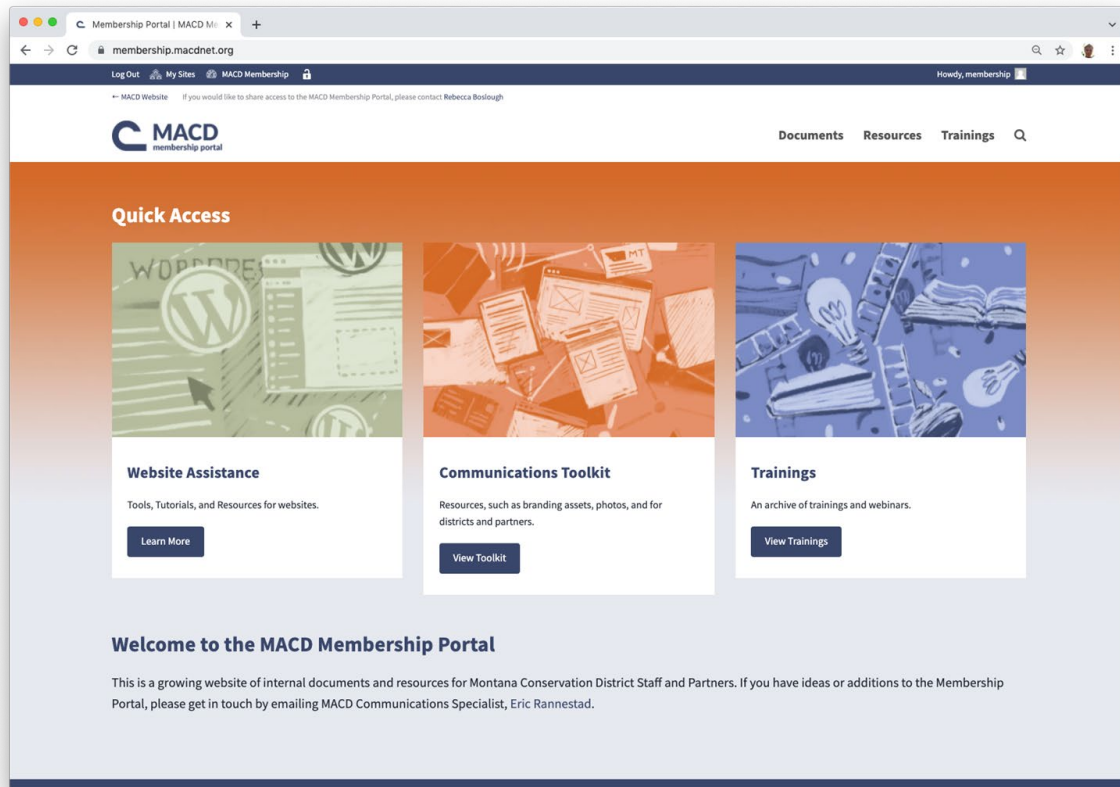 Membership Portal | MACD Me
membership.macdnet.org
Log Out My Sites MACD Membership Howdy, membership
← MACD Website If you would like to share access to the MACD Membership Portal, please contact Rebecca Boslough
MACD
membership portal
Documents Resources Trainings
Quick Access
WORDPRES
W
MT
Website Assistance
Tools, Tutorials, and Resources for websites.
Learn More
Communications Toolkit
Resources, such as branding assets, photos, and for
districts and partners.
View Toolkit
Trainings
An archive of trainings and webinars.
View Trainings
Welcome to the MACD Membership Portal
This is a growing website of internal documents and resources for Montana Conservation District Staff and Partners. If you have ideas or additions to the Membership
Portal, please get in touch by emailing MACD Communications Specialist, Eric Rannestad.